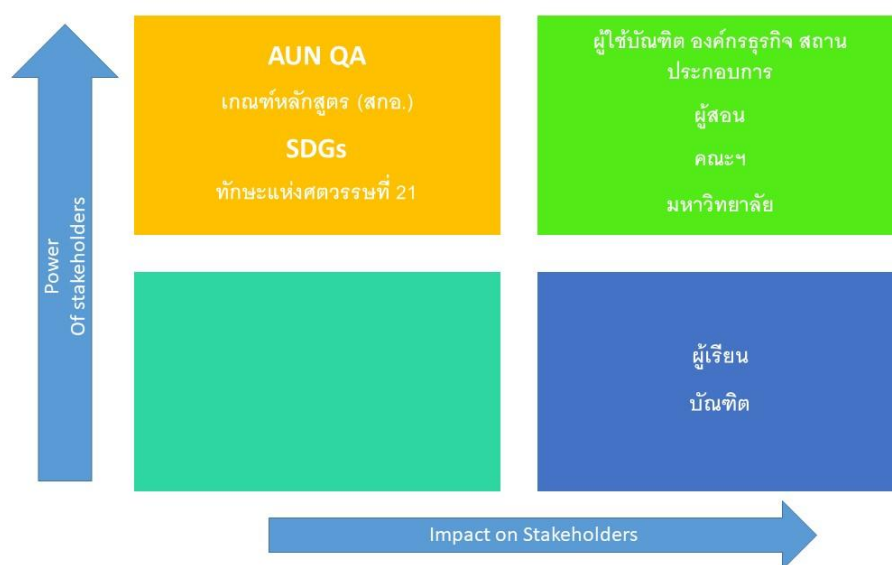 AUN QA
เกณฑ์หลักสูตร (สกอ.)
SDGs
ทักษะแห่งศตวรรษที่ 21
ผู้ใช้บัณฑิต องค์กรธุรกิจ สถาน
ประกอบการ
ผู้สอน
คณะฯ
มหาวิทยาลัย
Power
Of stakeholders
ผู้เรียน
บัณฑิต
Impact on Stakeholders